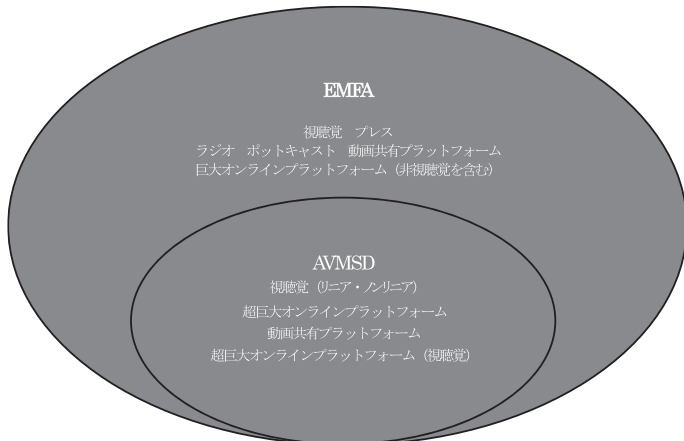 EMFA
視聴覚　プレス
ラジオ　ポットキャスト　動画共有プラットフォーム
巨大オンラインプラットフォーム（非視聴覚を含む）
AVMSD
視聴覚（リニア・ノンリニア）
超巨大オンラインプラットフォーム
動画共有プラットフォーム
超巨大オンラインプラットフォーム（視聴覚）